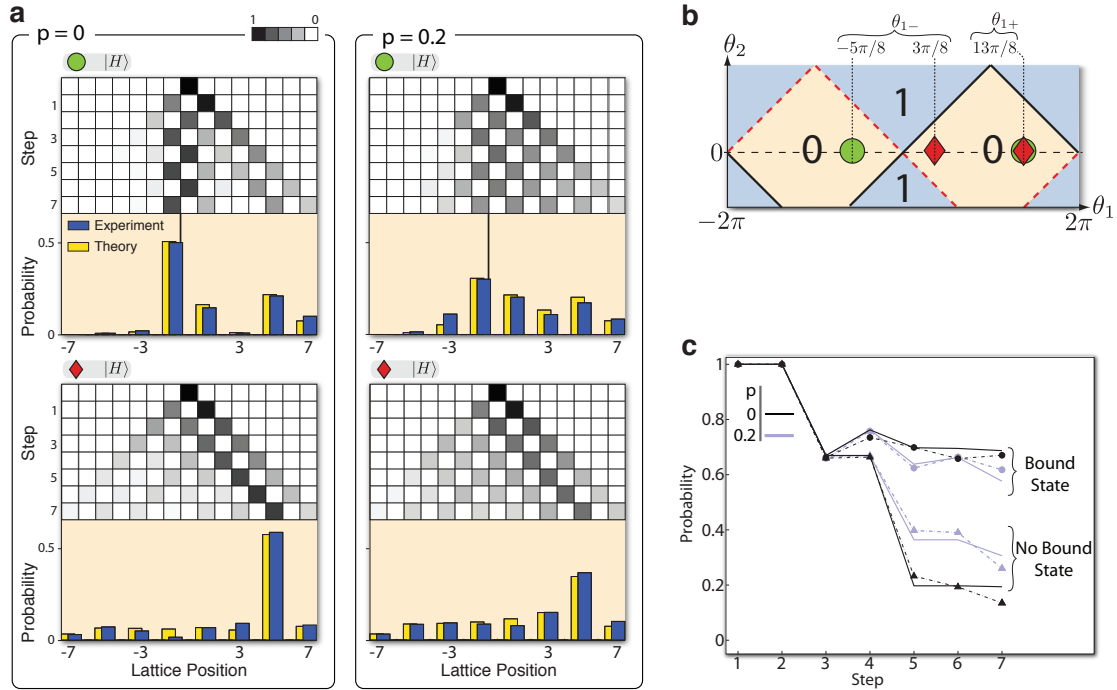 a
p = 0
1 0
p = 0.2
|H⟩
|H⟩
Step
1
3
5
7
1
3
5
7
Experiment
Theory
Probability
0.5
0
0.5
0
-7 -3 3 7
-7 -3 3 7
|H⟩
|H⟩
Step
1
3
5
7
1
3
5
7
Probability
0.5
0
0.5
0
-7 -3 3 7
Lattice Position
-7 -3 3 7
Lattice Position
b
θ1− θ1+
−5π/8 3π/8 13π/8
θ2
1
0 0 0
1
−2π 2π θ1
c
1
0.8
0.6
0.4
0.2
0
Probability
p
0
0.2
Bound
State
No Bound
State
1 2 3 4 5 6 7
Step